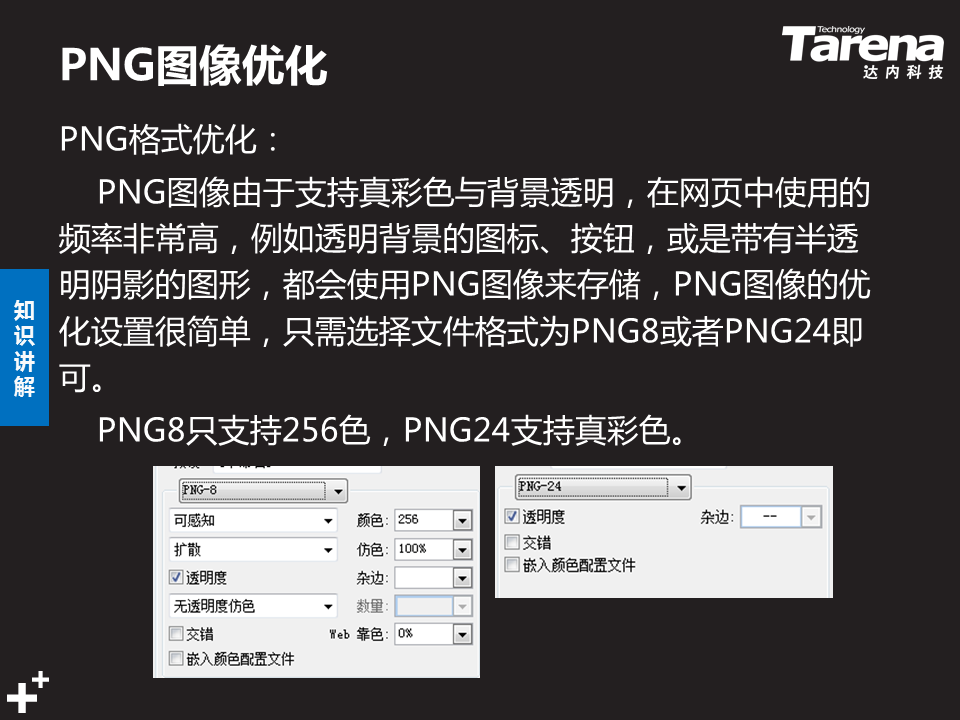 PNG图像优化
Technology
Tarena
达内科技
PNG格式优化：
PNG图像由于支持真彩色与背景透明，在网页中使用的
频率非常高，例如透明背景的图标、按钮，或是带有半透
明阴影的图形，都会使用PNG图像来存储，PNG图像的优
化设置很简单，只需选择文件格式为PNG8或者PNG24即
可。
PNG8只支持256色，PNG24支持真彩色。
知识讲解
PNG-8
可感知 颜色: 256
扩散 仿色: 100%
透明度 杂边:
无透明度仿色 数量:
交错 Web 靠色: 0%
嵌入颜色配置文件
PNG-24
透明度 杂边: --
交错
嵌入颜色配置文件